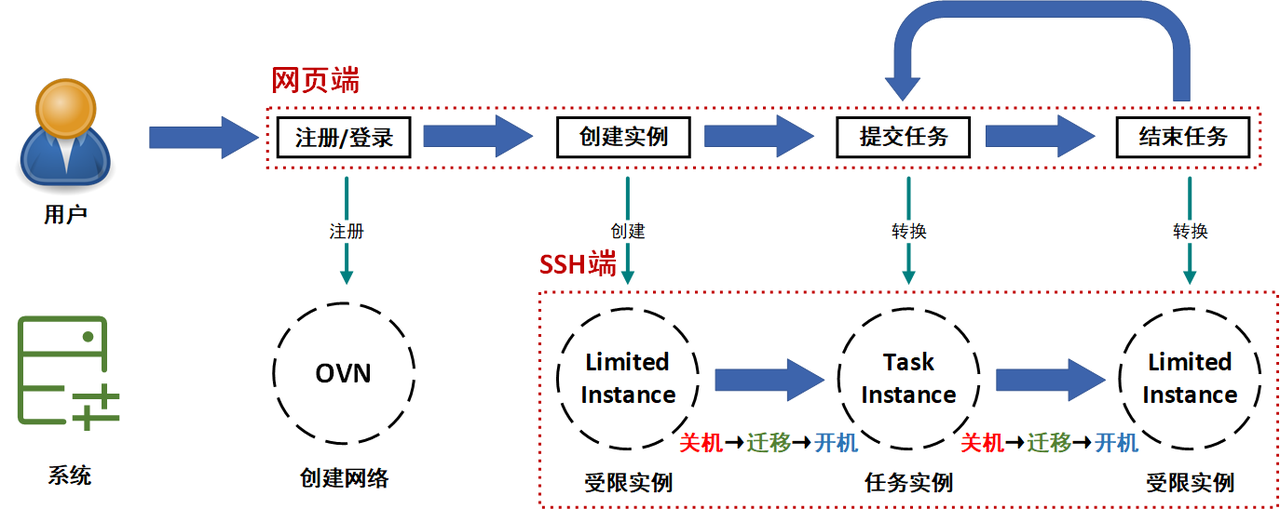 网页端
注册/登录
创建实例
提交任务
结束任务
用户
注册
创建
转换
转换
SSH端
OVN
Limited
Instance
Task
Instance
Limited
Instance
关机→迁移→开机
关机→迁移→开机
系统
创建网络
受限实例
任务实例
受限实例